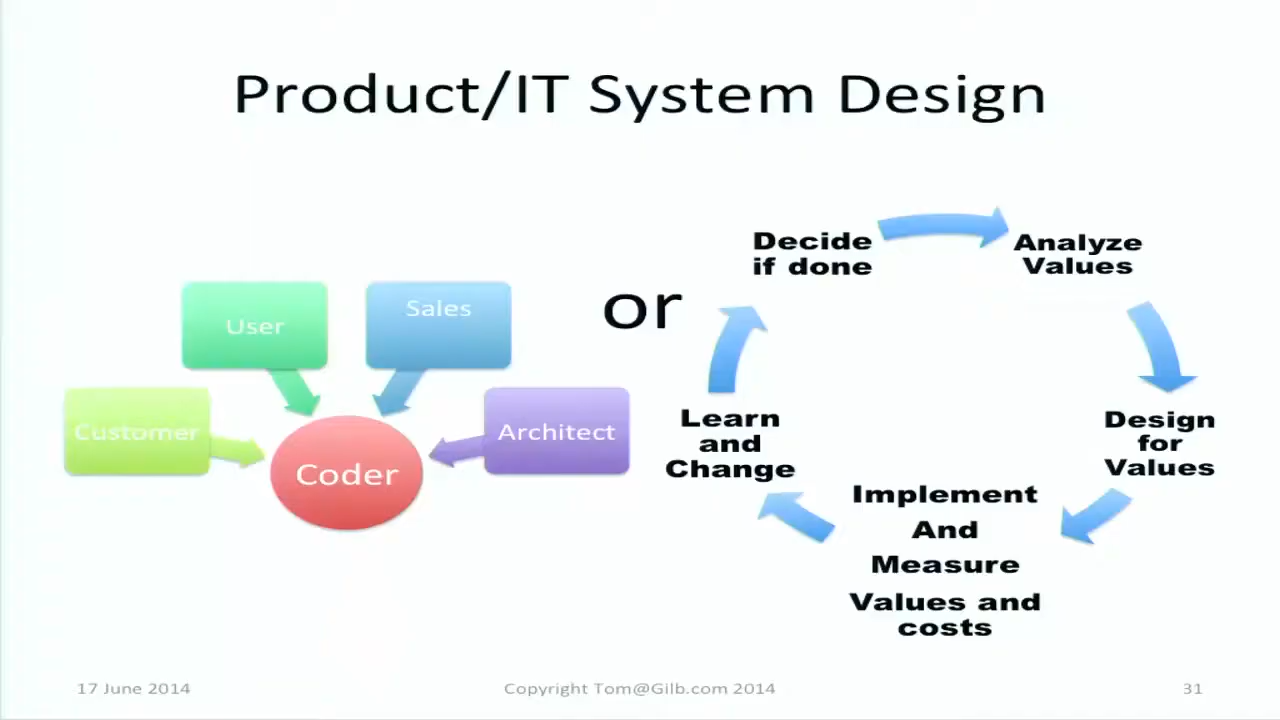 Product/IT System Design
User
Sales
Customer
Architect
Coder
or
Decide
if done
Analyze
Values
Design
for
Values
Implement
And
Measure
Values and
costs
Learn
and
Change
17 June 2014
Copyright Tom@Gilb.com 2014
31